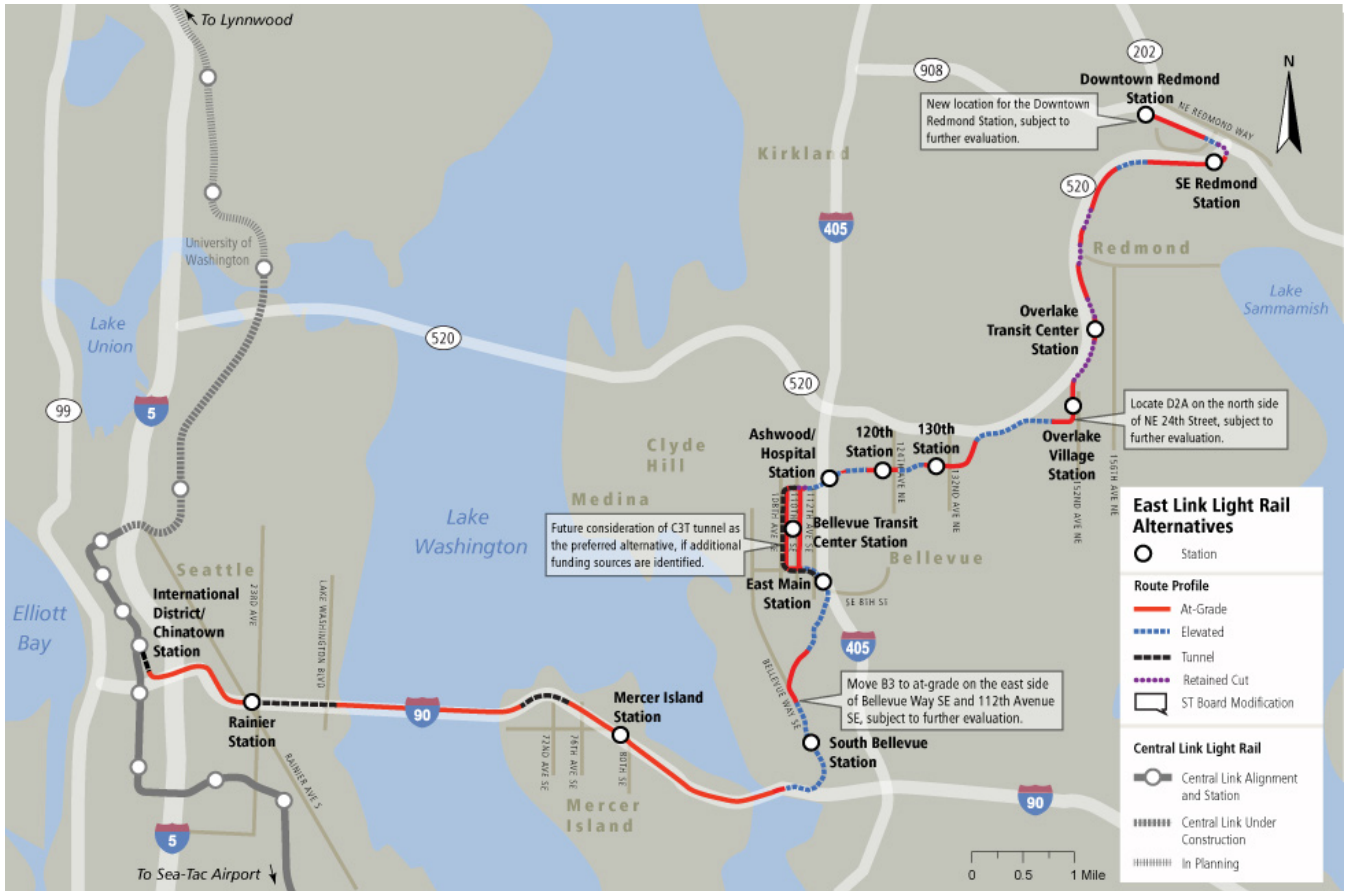 To Lynnwood
202
908
Downtown Redmond
Station
N
New location for the Downtown
Redmond Station, subject to
further evaluation.
NE REDMOND WAY
Kirkland
SE Redmond
Station
520
405
University of
Washington
Redmond
Lake
Sammamish
Lake
Union
Overlake
Transit Center
Station
520
520
99
5
Locate D2A on the north side
of NE 24th Street, subject to
further evaluation.
Ashwood/
Hospital
Station
120th
Station
130th
Station
Overlake
Village
Station
Clyde
Hill
124TH AVE NE
132ND AVE NE
152ND AVE NE
156TH AVE NE
Medina
Lake
Washington
108TH AVE
110TH
SE
112TH AVE SE
Future consideration of C3T tunnel as
the preferred alternative, if additional
funding sources are identified.
Bellevue Transit
Center Station
Bellevue
East Main
Station
SE 8TH ST
Seattle
23RD AVE
LAKE WASHINGTON BLVD
International
District/
Chinatown
Station
Elliott
Bay
405
BELLEVUE WAY SE
Move B3 to at-grade on the east side
of Bellevue Way SE and 112th Avenue
SE, subject to further evaluation.
Mercer Island
Station
90
Rainier
Station
South Bellevue
Station
RAINIER AVE S
72ND AVE SE
76TH AVE SE
80TH SE
Mercer
Island
90
5
To Sea-Tac Airport
0 0.5 1 Mile
East Link Light Rail
Alternatives
Station
Route Profile
At-Grade
Elevated
Tunnel
Retained Cut
ST Board Modification
Central Link Light Rail
Central Link Alignment
and Station
Central Link Under
Construction
In Planning